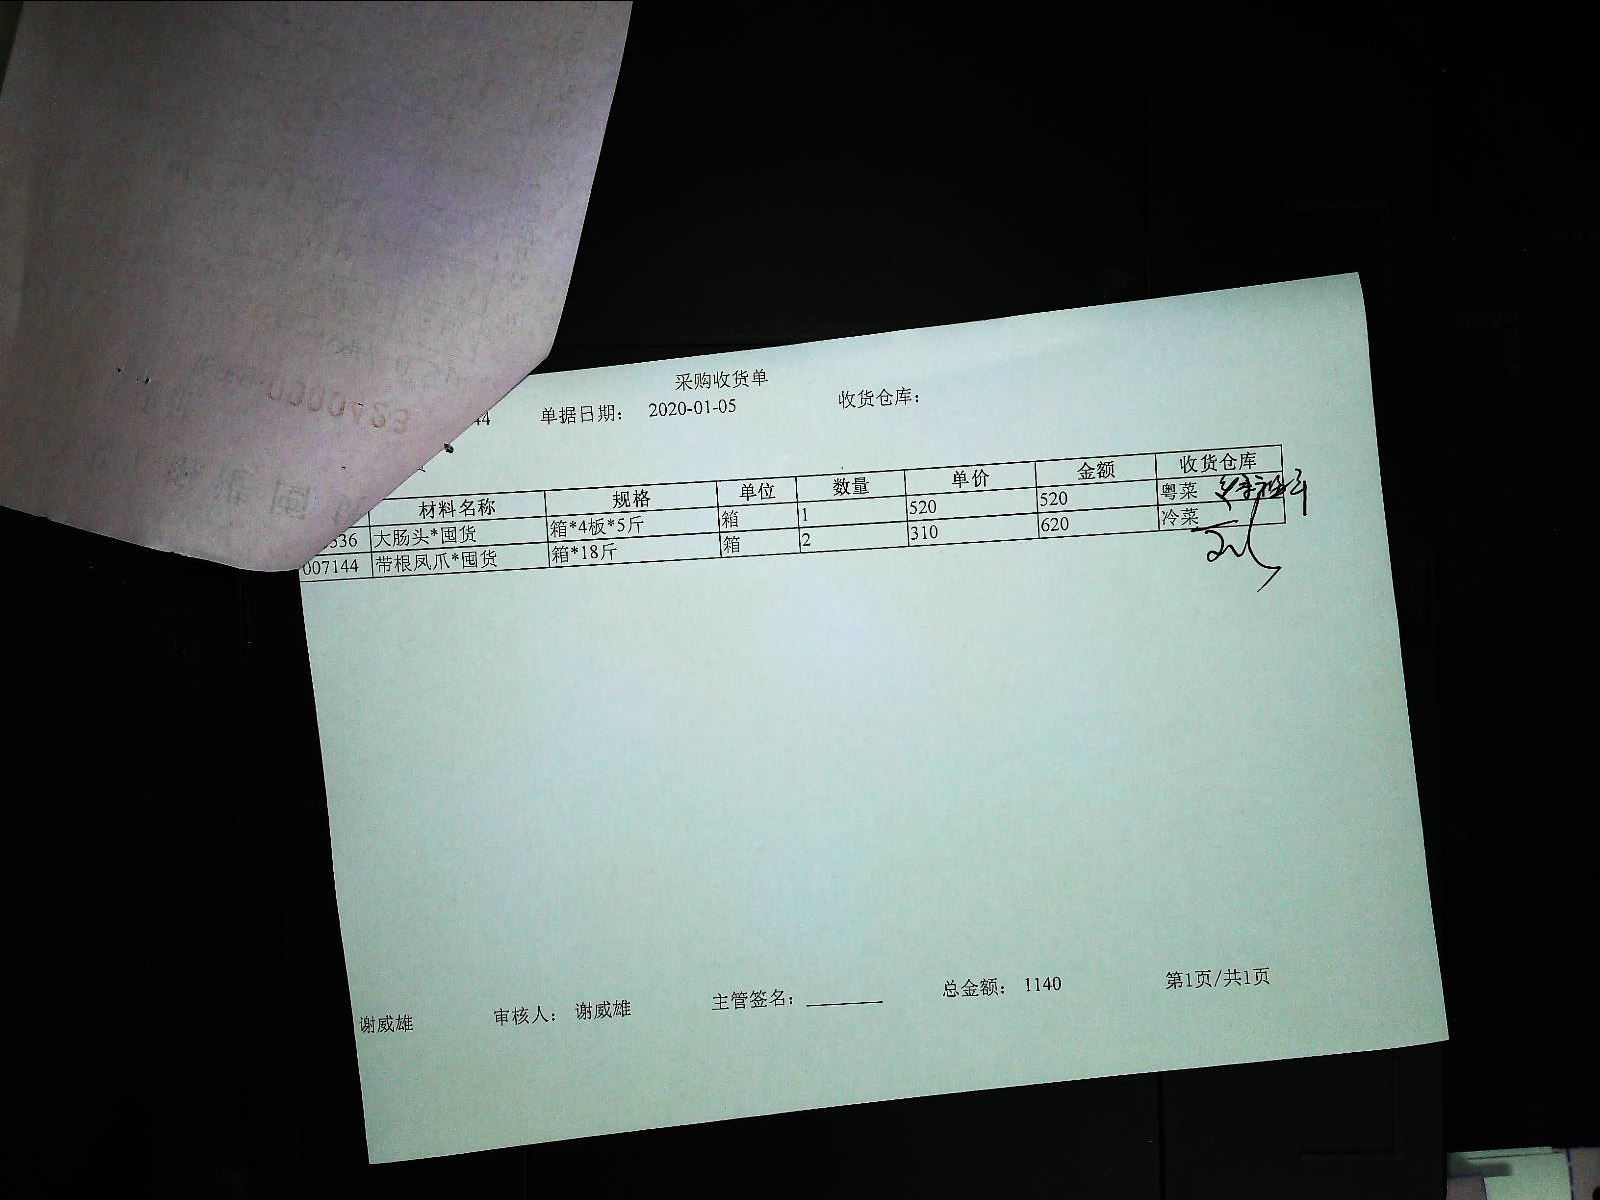 采购收货单
44 单据日期： 2020-01-05 收货仓库：
材料名称 规格 单位 数量 单价 金额 收货仓库
536 大肠头*囤货 箱*4板*5斤 箱 1 520 520 粤菜
007144 带根凤爪*囤货 箱*18斤 箱 2 310 620 冷菜
谢威雄 审核人： 谢威雄 主管签名： 总金额： 1140 第1页/共1页
0000423